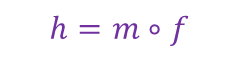 h = m ∘ f